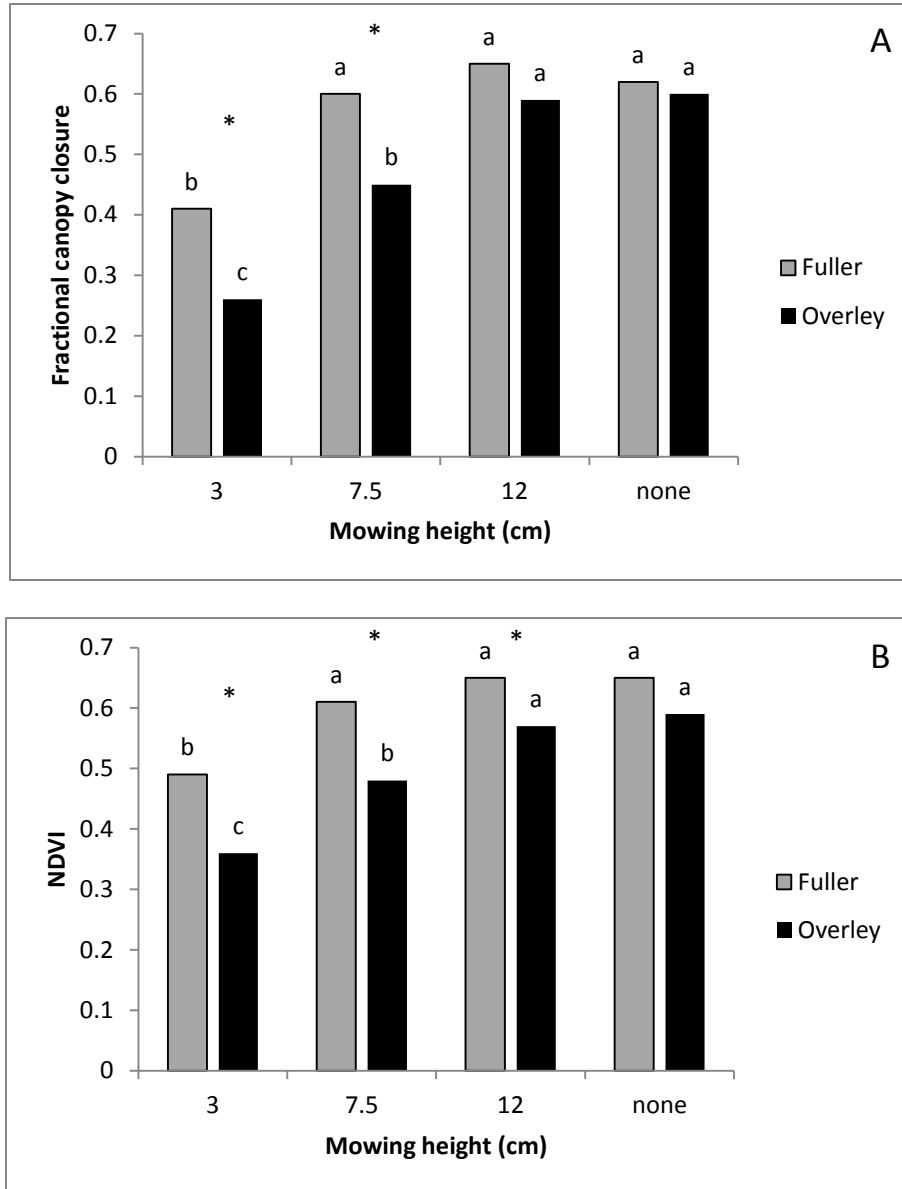 A
0.7
0.6
0.5
0.4
0.3
0.2
0.1
0
Fractional canopy closure
* *
b c a b a a a a
3 7.5 12 none
Mowing height (cm)
Fuller
Overley
B
0.7
0.6
0.5
0.4
0.3
0.2
0.1
0
NDVI
* * *
b c a b a a a a
3 7.5 12 none
Mowing height (cm)
Fuller
Overley